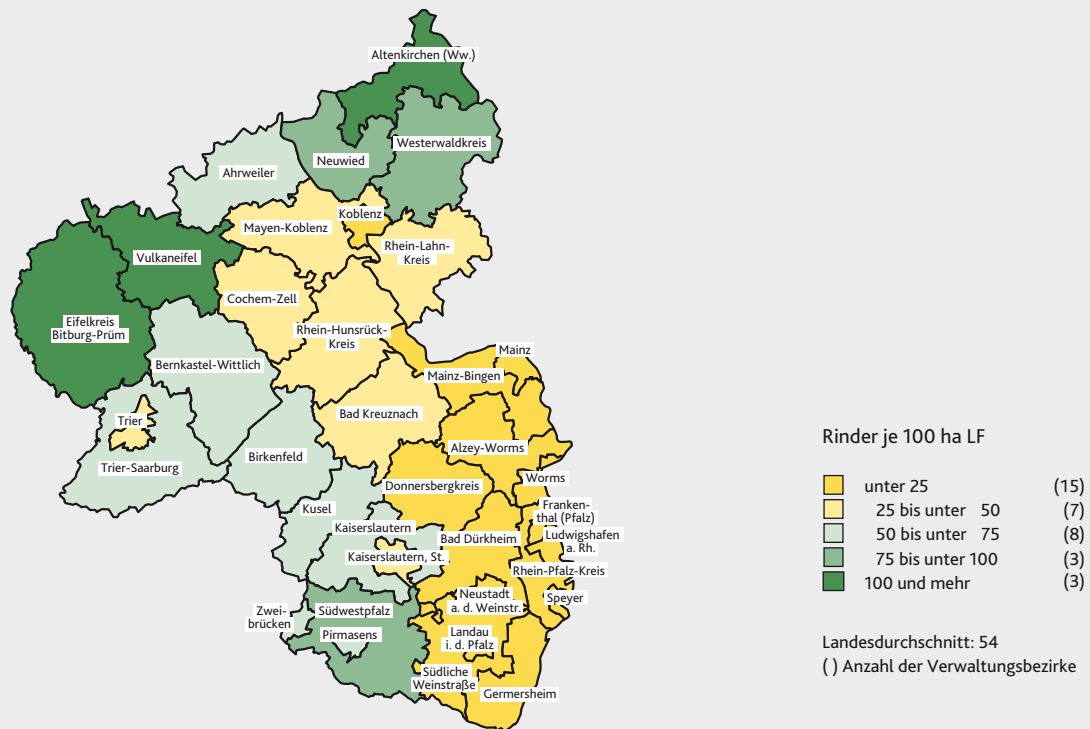 Altenkirchen (Ww.)
Westerwaldkreis
Neuwied
Ahrweiler
Koblenz
Mayen-Koblenz
Rhein-Lahn-
Kreis
Vulkaneifel
Cochem-Zell
Eifelkreis
Bitburg-Prüm
Rhein-Hunsrück-
Kreis
Mainz
Bernkastel-Wittlich
Mainz-Bingen
Bad Kreuznach
Trier
Alzey-Worms
Birkenfeld
Trier-Saarburg
Donnersbergkreis
Worms
Kusel
Franken-
thal (Pfalz)
Kaiserslautern
Ludwigshafen
a. Rh.
Bad Dürkheim
Kaiserslautern, St.
Rhein-Pfalz-Kreis
Neustadt
a. d. Weinstr.
Speyer
Zwei-
brücken
Südwestpfalz
Pirmasens
Landau
i. d. Pfalz
Südliche
Weinstraße
Germersheim
Rinder je 100 ha LF
unter 25 (15)
25 bis unter 50 (7)
50 bis unter 75 (8)
75 bis unter 100 (3)
100 und mehr (3)
Landesdurchschnitt: 54
( ) Anzahl der Verwaltungsbezirke